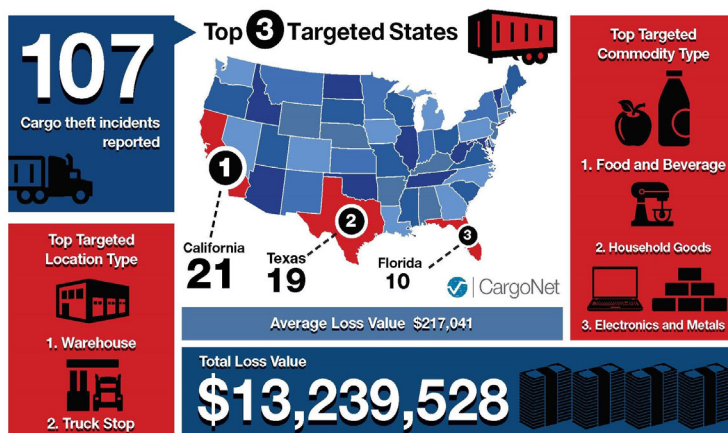 107
Cargo theft incidents
reported
Top 3 Targeted States
1
2
3
California
21
Texas
19
Florida
10
CargoNet
Top Targeted
Commodity Type
1. Food and Beverage
2. Household Goods
3. Electronics and Metals
Top Targeted
Location Type
1. Warehouse
2. Truck Stop
Average Loss Value $217,041
Total Loss Value
$13,239,528